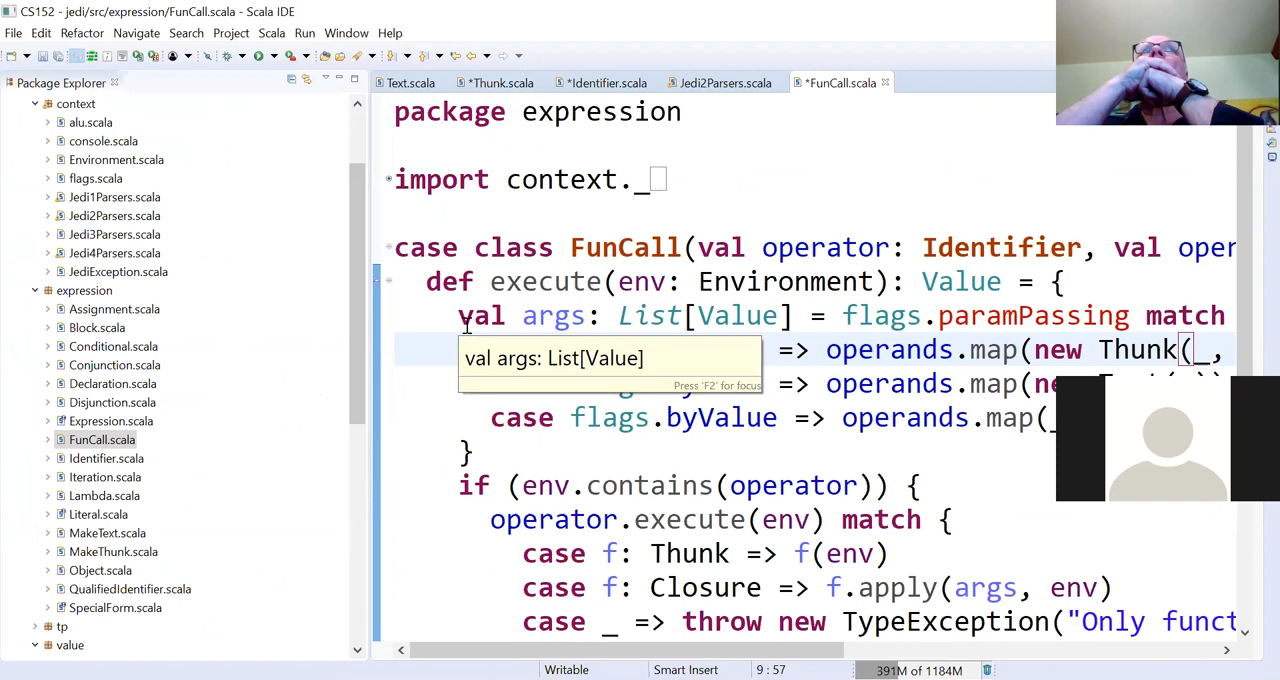 CS152 - jedi/src/expression/FunCall.scala - Scala IDE
File Edit Refactor Navigate Search Project Scala Run Window Help
Package Explorer
Text.scala *Thunk.scala *Identifier.scala Jedi2Parsers.scala *FunCall.scala
context
alu.scala
console.scala
Environment.scala
flags.scala
Jedi1Parsers.scala
Jedi2Parsers.scala
Jedi3Parsers.scala
Jedi4Parsers.scala
JediException.scala
expression
Assignment.scala
Block.scala
Conditional.scala
Conjunction.scala
Declaration.scala
Disjunction.scala
Expression.scala
FunCall.scala
Identifier.scala
Iteration.scala
Lambda.scala
Literal.scala
MakeText.scala
MakeThunk.scala
Object.scala
QualifiedIdentifier.scala
SpecialForm.scala
tp
value
package expression
import context._
case class FunCall(val operator: Identifier, val oper
def execute(env: Environment): Value = {
val args: List[Value] = flags.paramPassing match
=> operands.map(new Thunk(_,
val args: List[Value]
Press 'F2' for focus
=> operands.map(
case flags.byValue => operands.map(_
}
if (env.contains(operator)) {
operator.execute(env) match {
case f: Thunk => f(env)
case f: Closure => f.apply(args, env)
case _ => throw new TypeException("Only funct
Writable Smart Insert 9 : 57 391M of 1184M